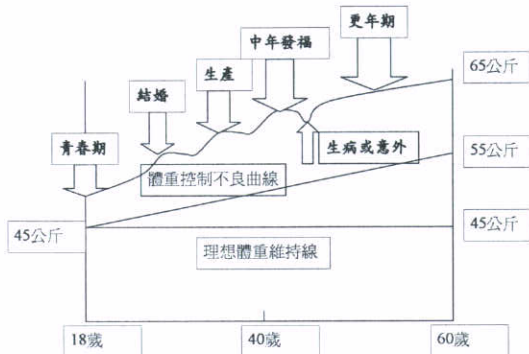 更年期
中年發福
65公斤
生產
結婚
青春期
生病或意外
55公斤
體重控制不良曲線
45公斤
45公斤
理想體重維持線
18歲
40歲
60歲